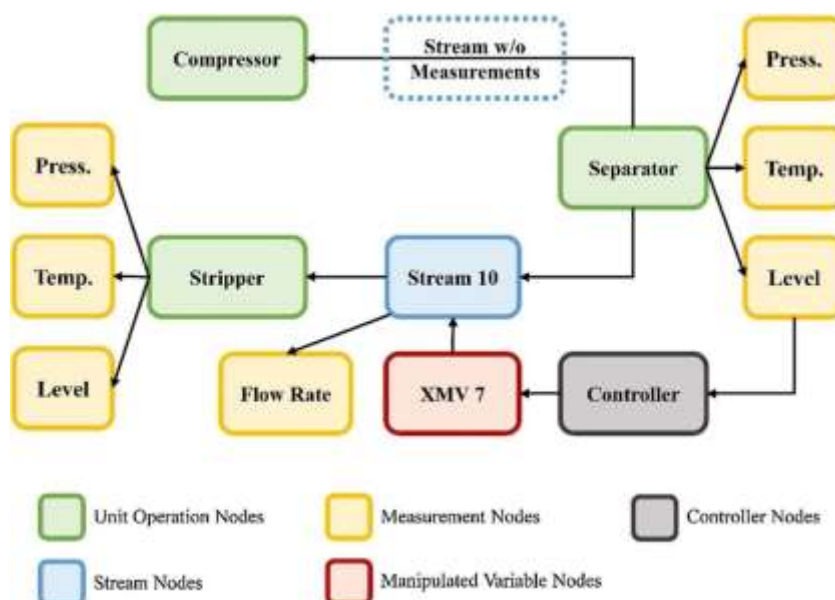 Stream w/o
Measurements
Compressor
Press.
Separator
Temp.
Level
Press.
Temp.
Level
Stripper
Stream 10
Flow Rate
XMV 7
Controller
Unit Operation Nodes
Measurement Nodes
Controller Nodes
Stream Nodes
Manipulated Variable Nodes